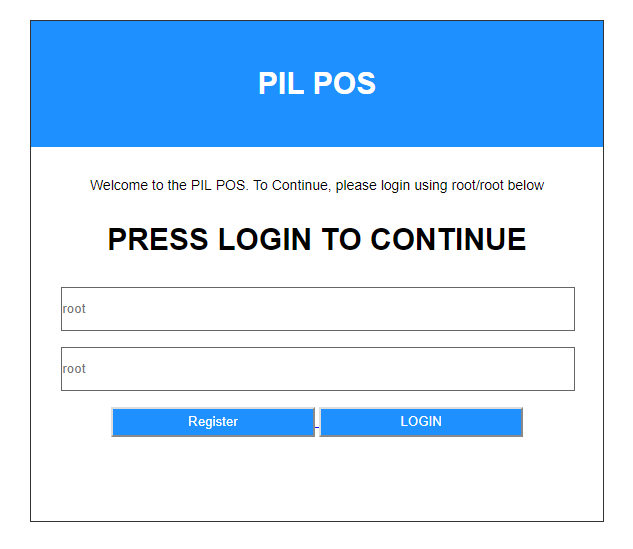 PIL POS
Welcome to the PIL POS. To Continue, please login using root/root below
PRESS LOGIN TO CONTINUE
root
root
Register LOGIN